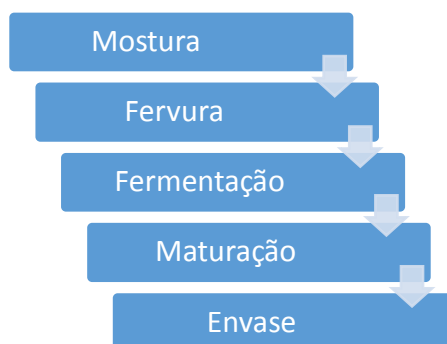 Mostura
Fervura
Fermentação
Maturação
Envase